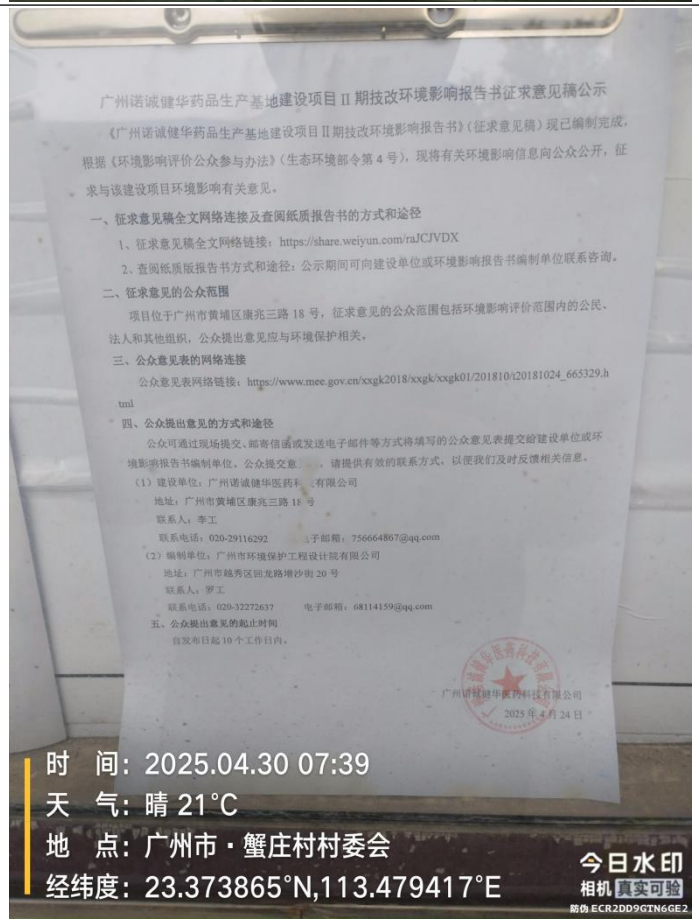 广州诺诚健华药品生产基地建设项目II期技改环境影响报告书征求意见稿公示
《广州诺诚健华药品生产基地建设项目II期技改环境影响报告书》（征求意见稿）现已编制完成，
根据《环境影响评价公众参与办法》（生态环境部令第4号），现将有关环境影响信息向公众公开，征
求与该建设项目环境影响有关意见。
一、征求意见稿全文网络连接及查阅纸质报告书的方式和途径
1、征求意见稿全文网络链接：https://share.weiyun.com/raJCJVDX
2、查阅纸质版报告书方式和途径：公示期间可向建设单位或环境影响报告书编制单位联系咨询。
二、征求意见的公众范围
项目位于广州市黄埔区康兆三路18号，征求意见的公众范围包括环境影响评价范围内的公民、
法人和其他组织，公众提出意见应与环境保护相关。
三、公众意见表的网络连接
公众意见表网络链接：https://www.mee.gov.cn/xxgk2018/xxgk/xxgk01/201810/t20181024_665329.h
tml
四、公众提出意见的方式和途径
公众可通过现场提交、邮寄信函或发送电子邮件等方式将填写的公众意见表提交给建设单位或环
境影响报告书编制单位。公众提交意 ，请提供有效的联系方式，以便我们及时反馈相关信息。
（1）建设单位：广州诺诚健华医药科 有限公司
地址：广州市黄埔区康兆三路18号
联系人：李工
联系电话：020-29116292 子邮箱：756664867@qq.com
（2）编制单位：广州市环境保护工程设计院有限公司
地址：广州市越秀区回龙路增沙街20号
联系人：罗工
联系电话：020-32272637 电子邮箱：68114159@qq.com
五、公众提出意见的起止时间
自发布日起10个工作日内。
广州诺诚健华医药科技有限公司
2025年4月24日
时 间：2025.04.30 07:39
天 气：晴 21℃
地 点：广州市·蟹庄村村委会
经纬度：23.373865°N,113.479417°E
今日水印
相机 真实可验
防伪 ECR2DD9GTN6GE2